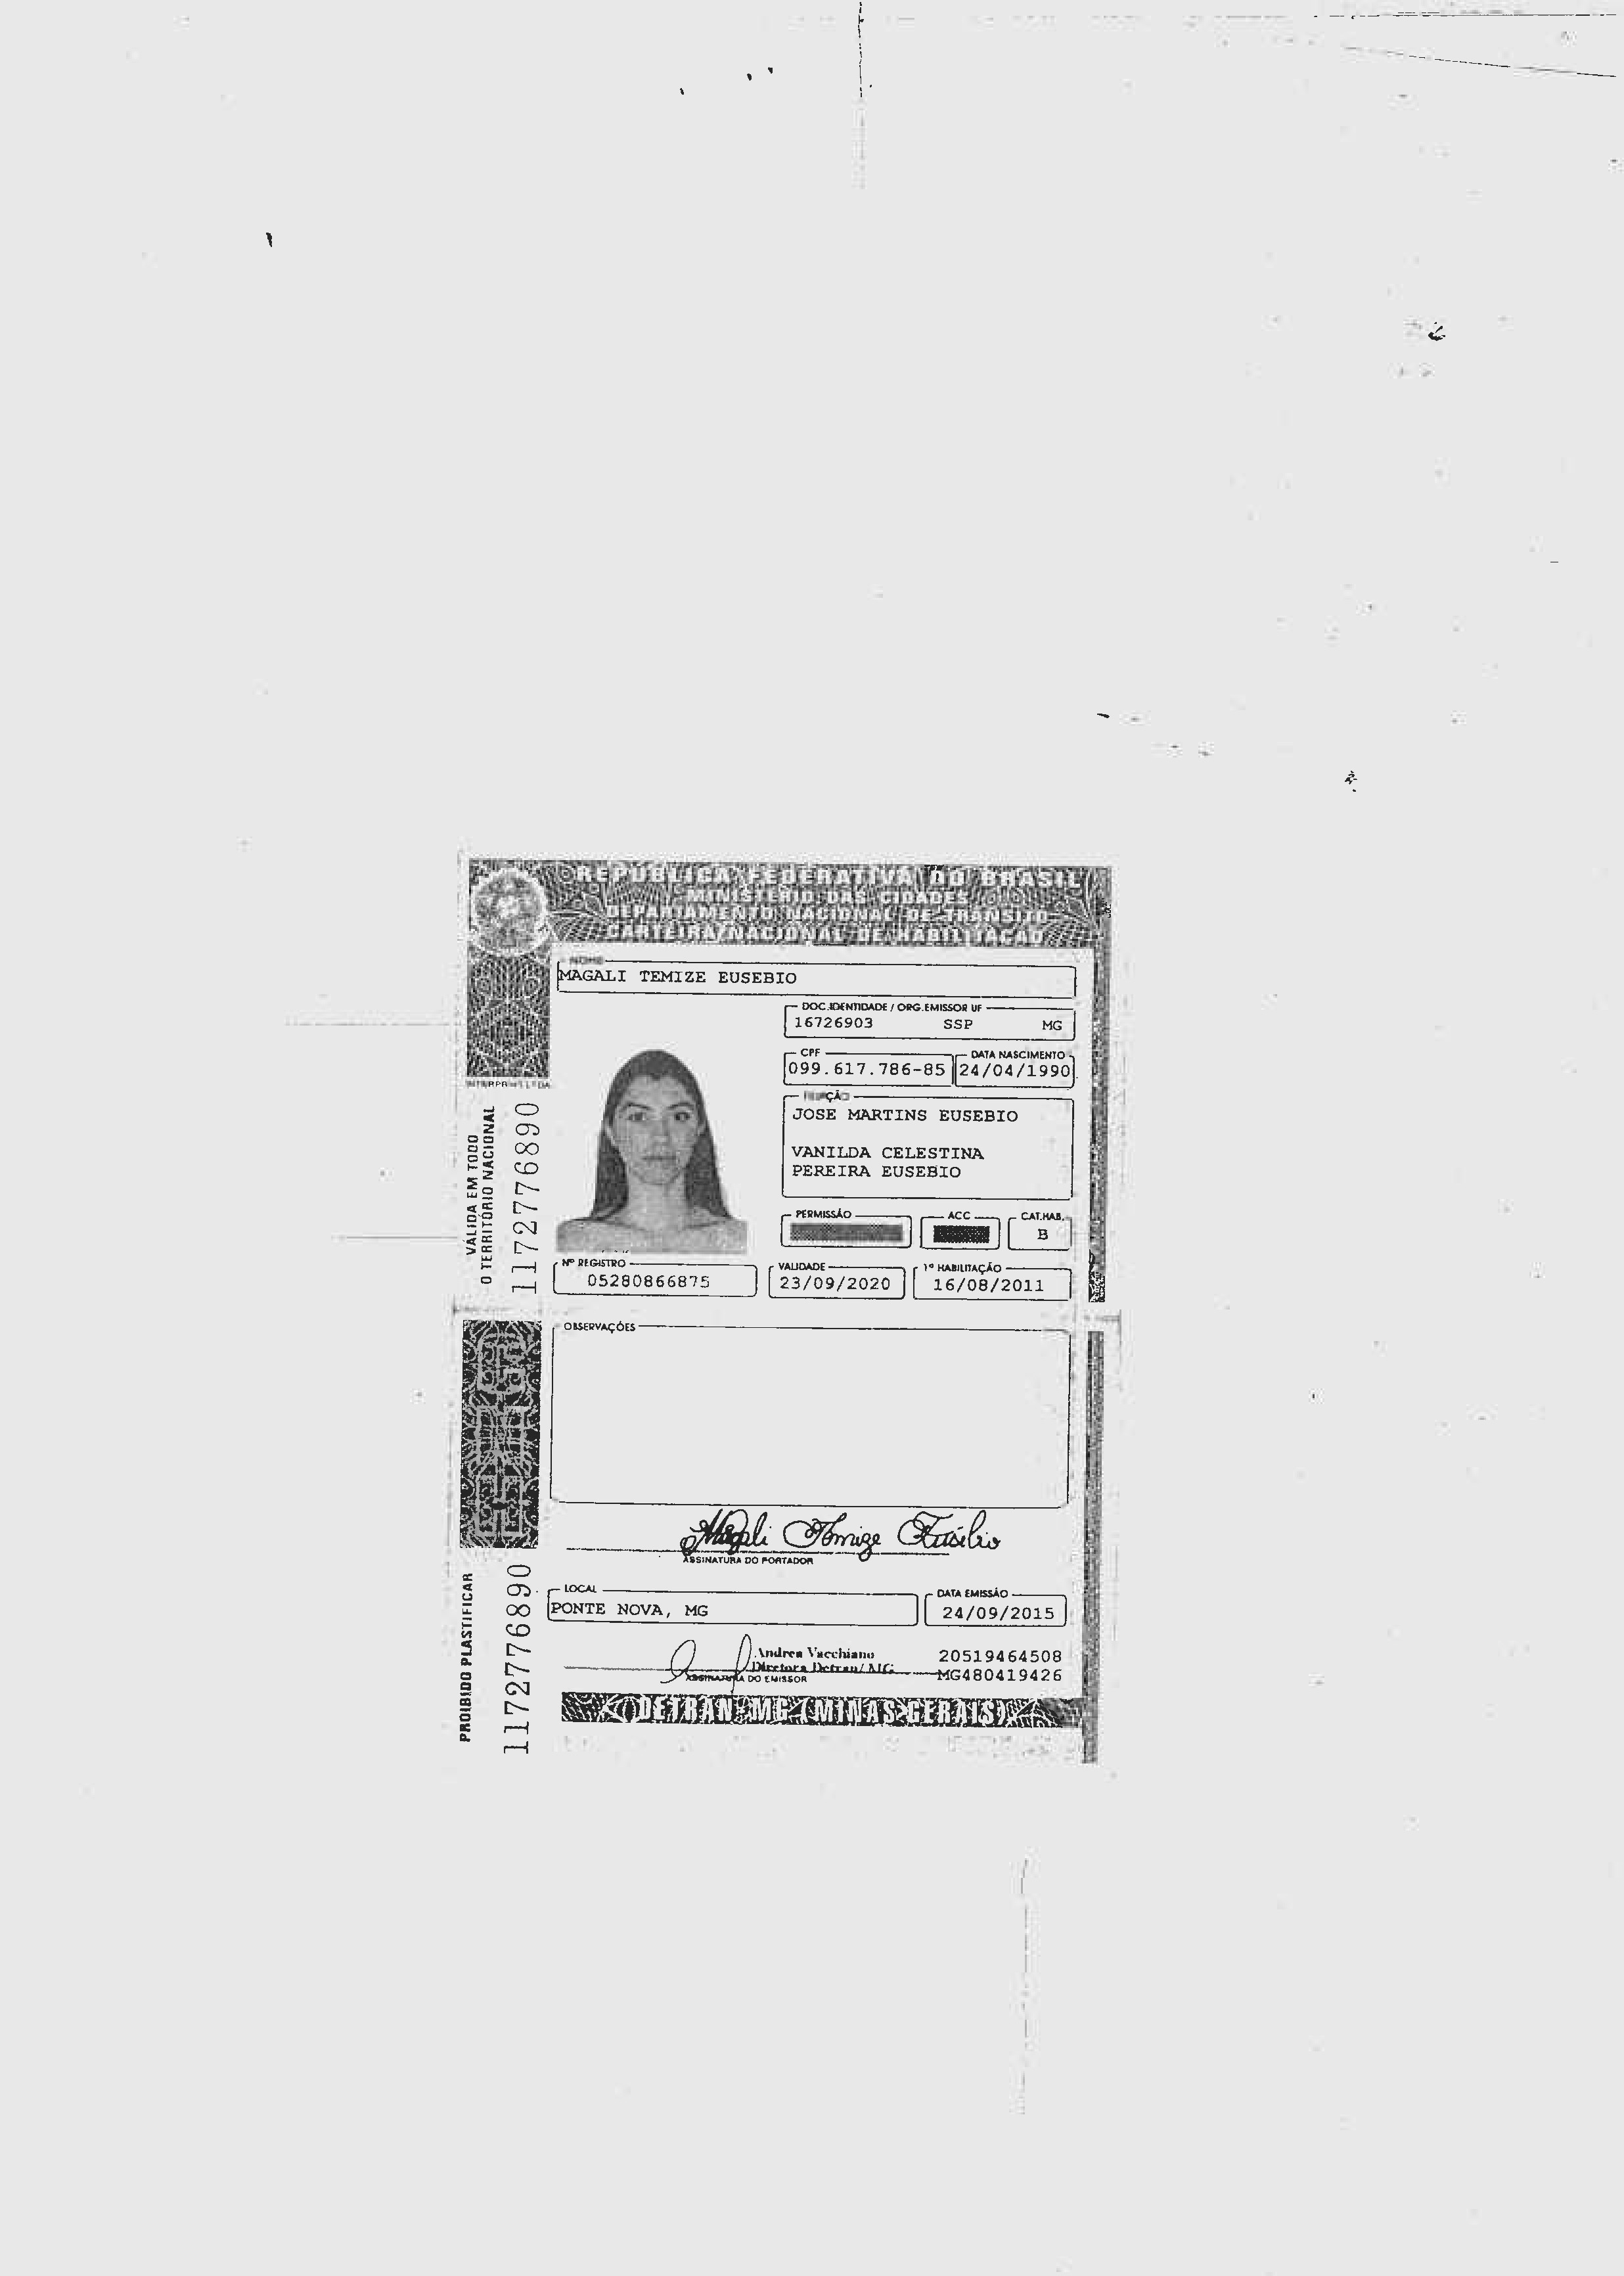 REPÚBLICA FEDERATIVA DO BRASIL
MINISTÉRIO DAS CIDADES
DEPARTAMENTO NACIONAL DE TRÂNSITO
CARTEIRA NACIONAL DE HABILITAÇÃO
NOME
MAGALI TEMIZE EUSEBIO
DOC.IDENTIDADE / ORG.EMISSOR UF
16726903 SSP MG
CPF DATA NASCIMENTO
099.617.786-85 24/04/1990
FILIAÇÃO
JOSE MARTINS EUSEBIO
VANILDA CELESTINA
PEREIRA EUSEBIO
PERMISSÃO ACC CAT.HAB.
B
Nº REGISTRO VALIDADE 1ª HABILITAÇÃO
05280866875 23/09/2020 16/08/2011
INTERPRINT LTDA
VÁLIDA EM TODO
O TERRITÓRIO NACIONAL
1172776890
OBSERVAÇÕES
Magali Temize Eusébio
ASSINATURA DO PORTADOR
LOCAL DATA EMISSÃO
PONTE NOVA, MG 24/09/2015
Andrea Vacchiano
Diretora Detran/MG
ASSINATURA DO EMISSOR
20519464508
MG480419426
DETRAN-MG (MINAS GERAIS)
PROIBIDO PLASTIFICAR
1172776890